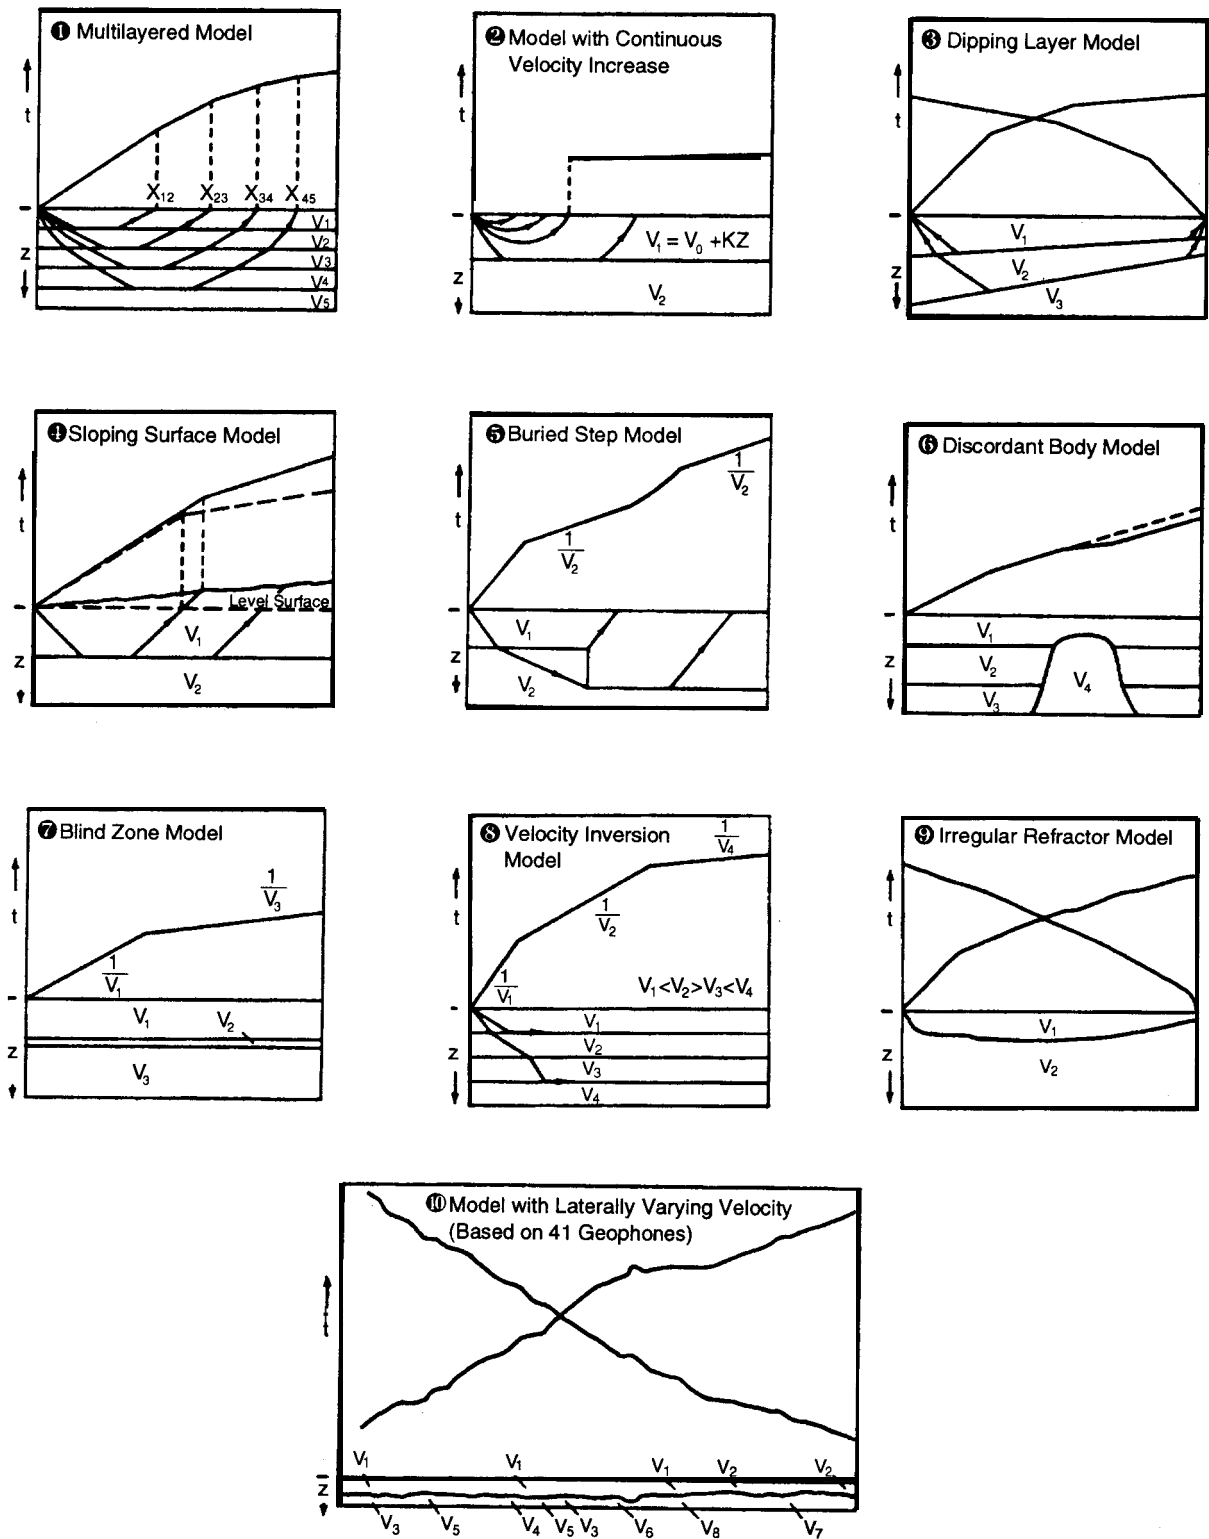 ❶ Multilayered Model
t
X₁₂ X₂₃ X₃₄ X₄₅
V₁
V₂
z
V₃
V₄
V₅
❷ Model with Continuous
Velocity Increase
t
V₁ = V₀ +KZ
z
V₂
❸ Dipping Layer Model
t
V₁
V₂
z
V₃
❹ Sloping Surface Model
t
Level Surface
V₁
z
V₂
❺ Buried Step Model
1/V₂
t
1/V₂
V₁
z
V₂
❻ Discordant Body Model
t
V₁
z
V₂
V₄
V₃
❼ Blind Zone Model
1/V₃
t
1/V₁
V₁ V₂
z
V₃
❽ Velocity Inversion
Model
1/V₄
t
1/V₂
1/V₁
V₁<V₂>V₃<V₄
V₁
V₂
z
V₃
V₄
❾ Irregular Refractor Model
t
V₁
z
V₂
❿ Model with Laterally Varying Velocity
(Based on 41 Geophones)
t
V₁ V₁ V₁ V₂ V₂
z
V₃ V₅ V₄ V₅ V₃ V₆ V₈ V₇